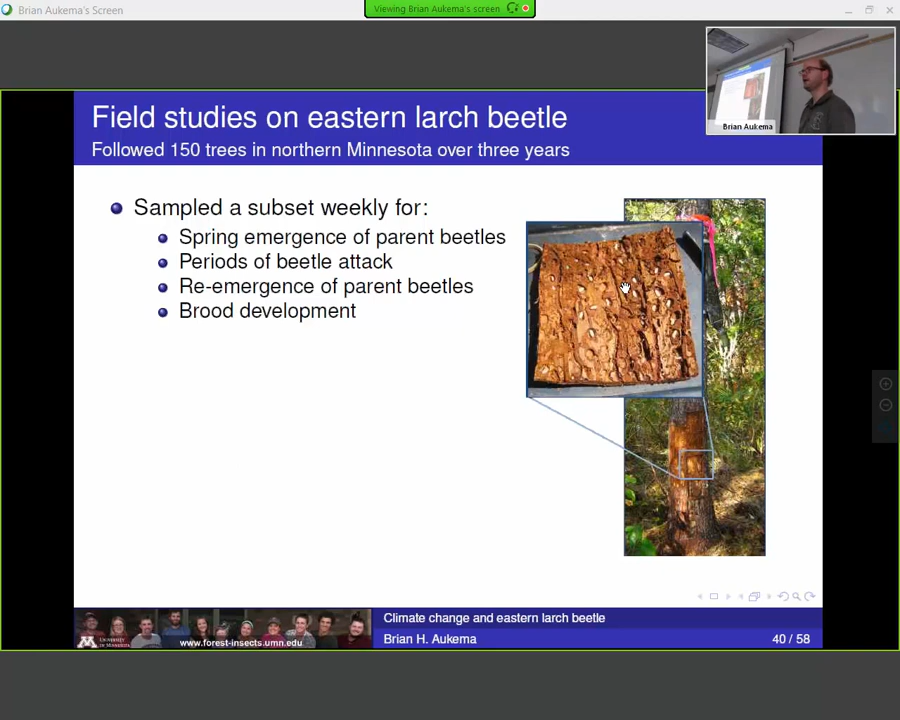 Brian Aukema's Screen
Viewing Brian Aukema's screen
Brian Aukema
Field studies on eastern larch beetle
Followed 150 trees in northern Minnesota over three years
Sampled a subset weekly for:
Spring emergence of parent beetles
Periods of beetle attack
Re-emergence of parent beetles
Brood development
UNIVERSITY
OF MINNESOTA
www.forest-insects.umn.edu
Climate change and eastern larch beetle
Brian H. Aukema
40 / 58